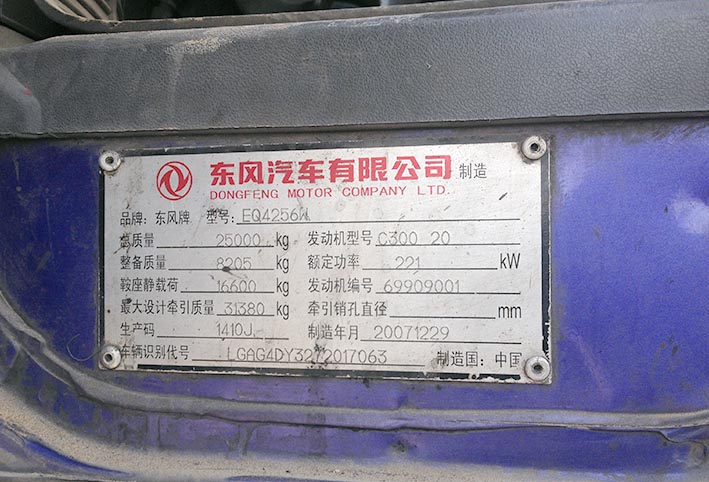 东风汽车有限公司 制造
DONGFENG MOTOR COMPANY LTD.
品牌: 东风牌 型号: EQ4256W
总质量 25000 kg 发动机型号 C300 20
整备质量 8205 kg 额定功率 221 kW
鞍座静载荷 16600 kg 发动机编号 69909001
最大设计牵引质量 31380 kg 牵引销孔直径 mm
生产码 1410J 制造年月 20071229
车辆识别代号 LGAG4DY3272017063 制造国: 中国